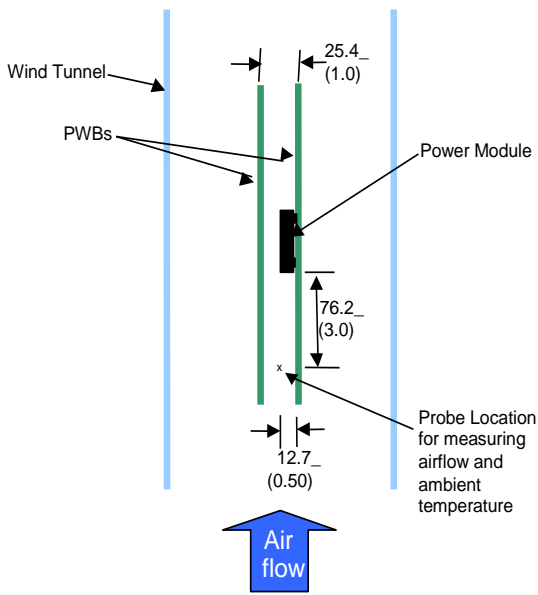 25.4_
(1.0)
Wind Tunnel
PWBs
Power Module
76.2_
(3.0)
x
Probe Location
for measuring
airflow and
ambient
temperature
12.7_
(0.50)
Air
flow